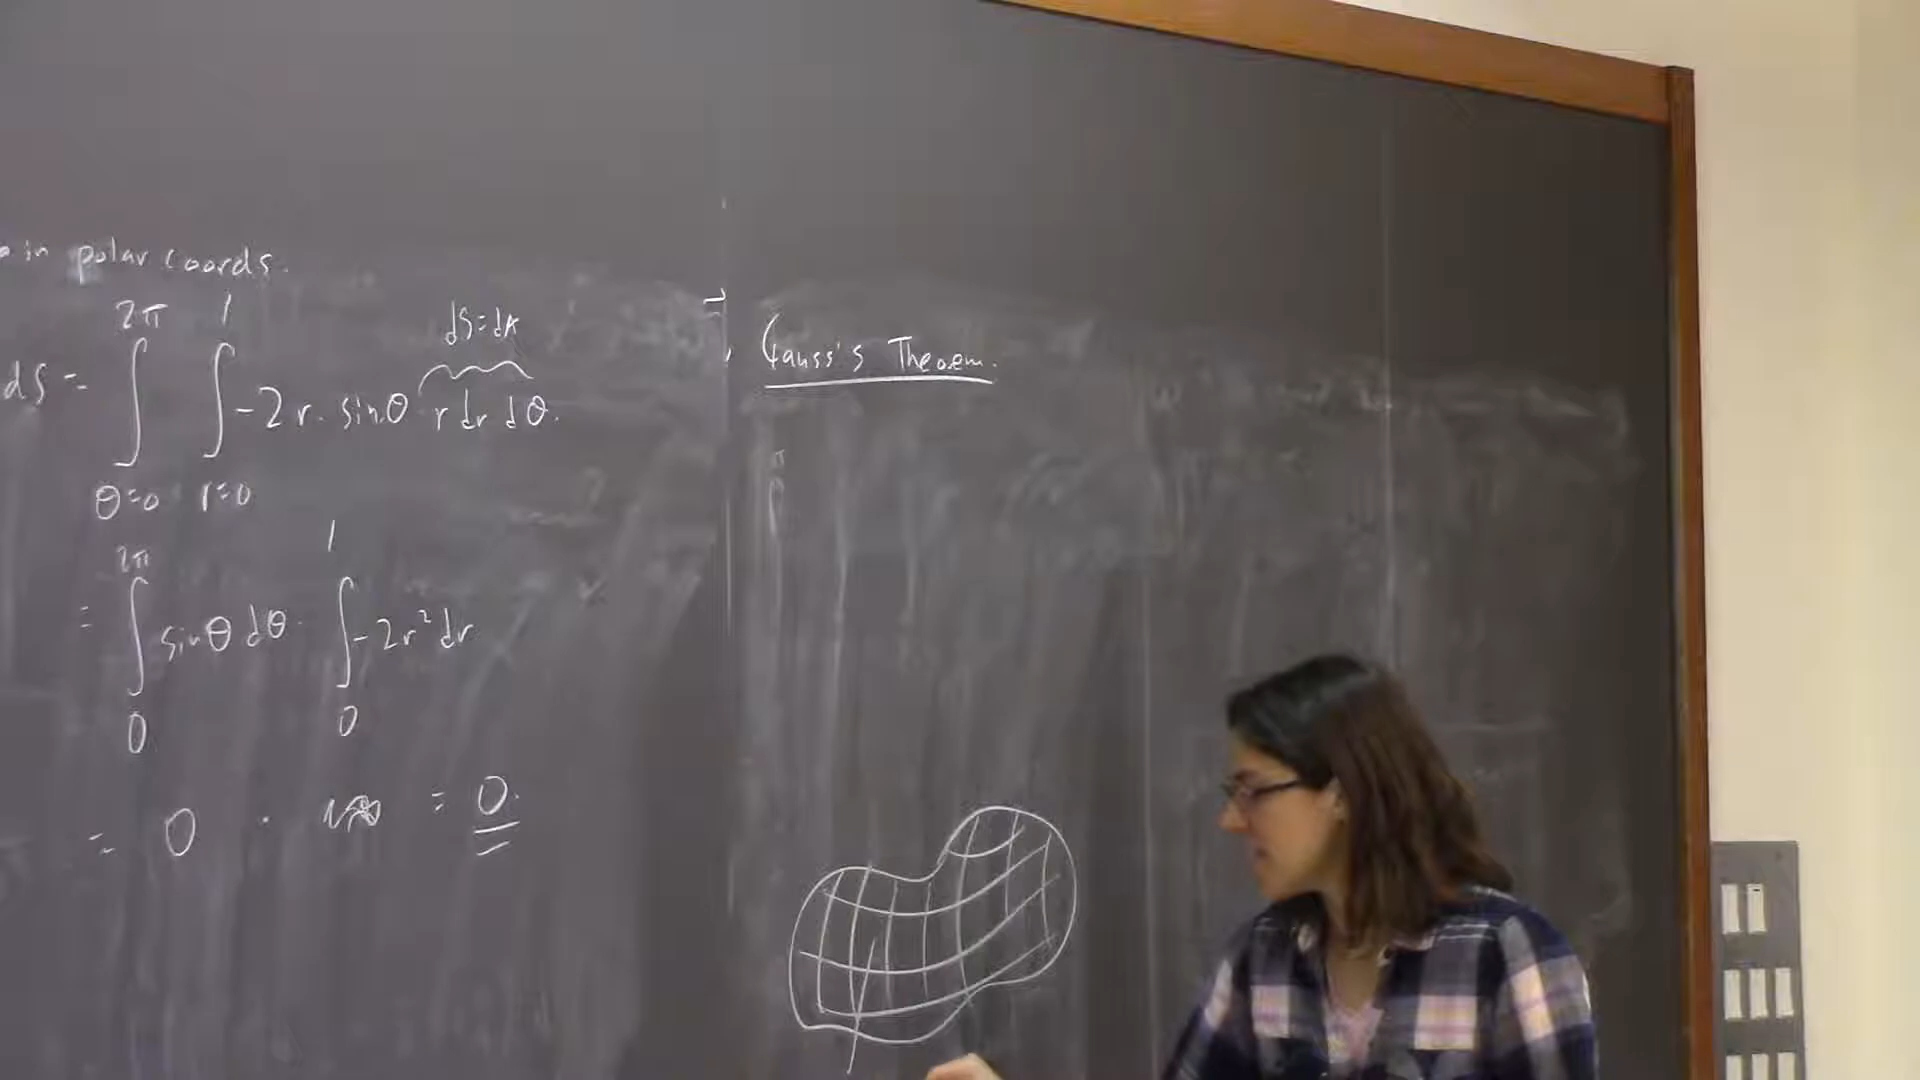 in polar coords.
2π 1 dS=dA
dS = ∫ ∫ -2r. sinθ r dr dθ.
θ=0 r=0
2π 1
= ∫ sinθ dθ. ∫ -2r² dr
0 0
= 0 . = 0.
Gauss's Theorem.